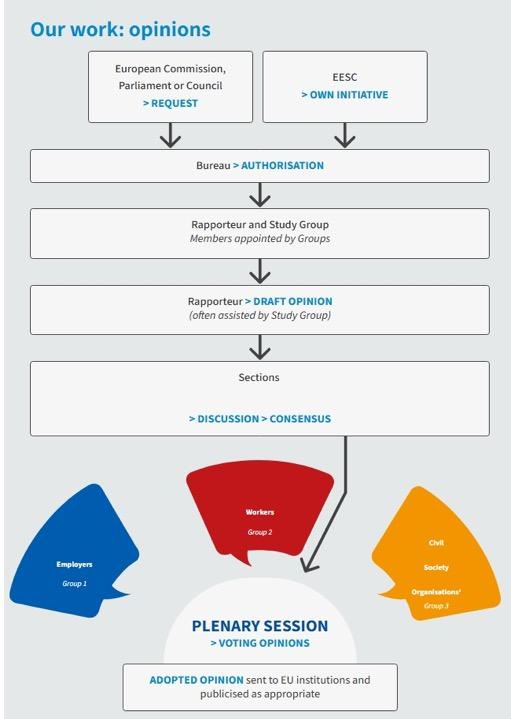 Our work: opinions
European Commission,
Parliament or Council
> REQUEST
EESC
> OWN INITIATIVE
Bureau > AUTHORISATION
Rapporteur and Study Group
Members appointed by Groups
Rapporteur > DRAFT OPINION
(often assisted by Study Group)
Sections
> DISCUSSION > CONSENSUS
Employers
Group 1
Workers
Group 2
Civil
Society
Organisations'
Group 3
PLENARY SESSION
> VOTING OPINIONS
ADOPTED OPINION sent to EU institutions and
publicised as appropriate